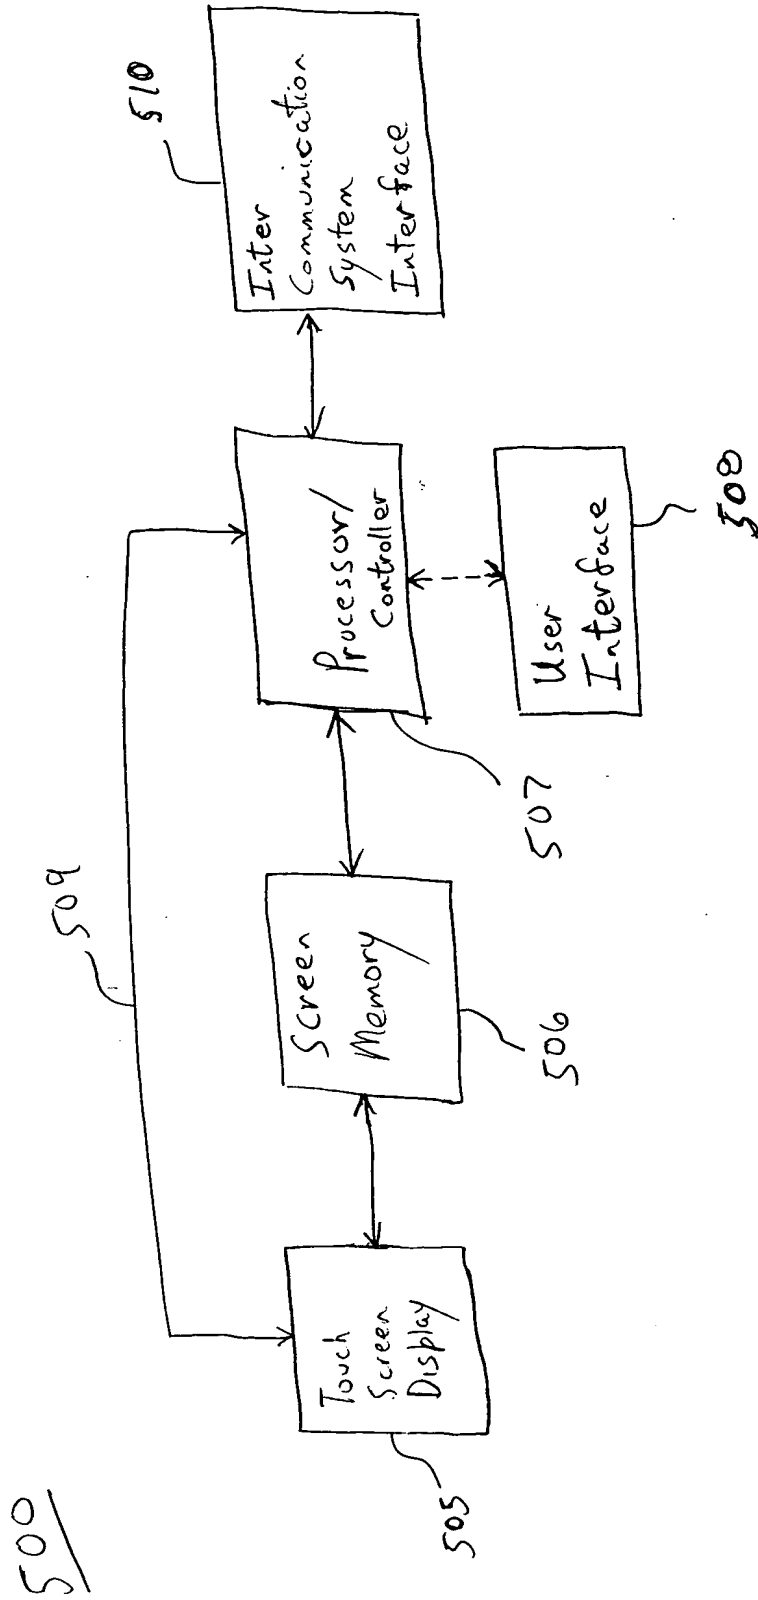 500
509
510
Touch
Screen
Display
505
Screen
Memory
506
Processor/
Controller
507
User
Interface
508
Inter
Communication
System
Interface